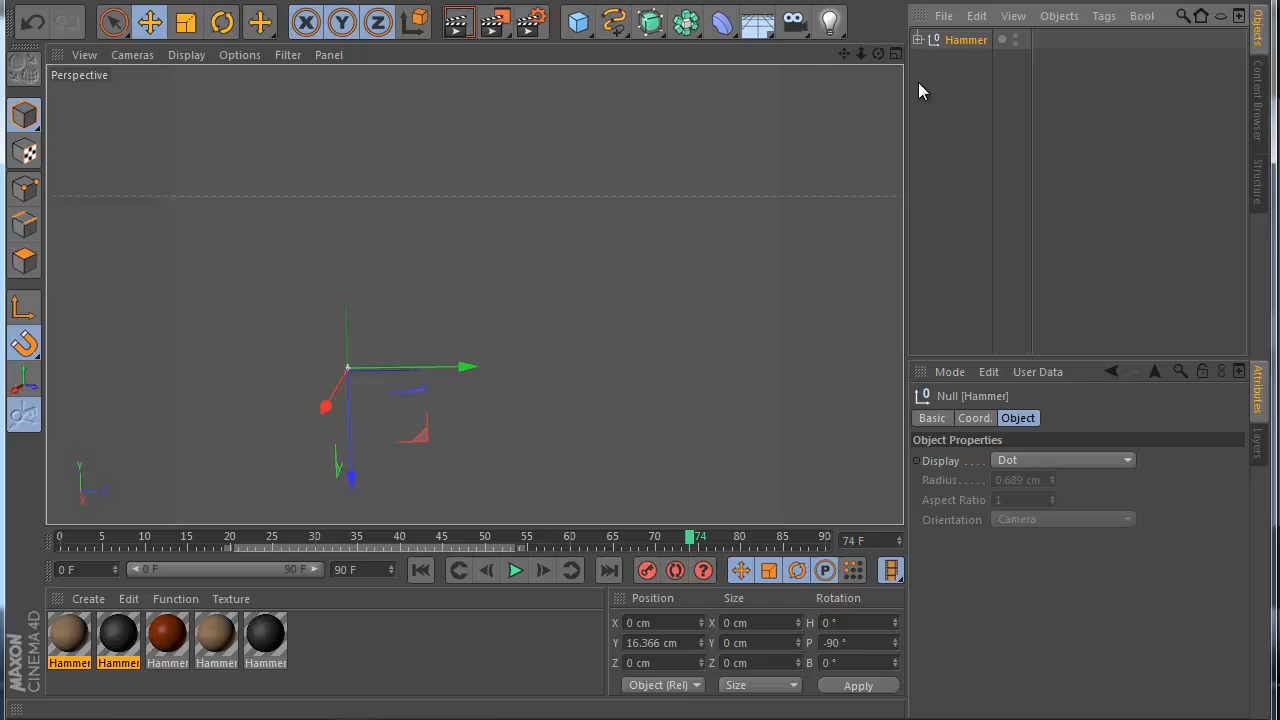 X Y Z
File Edit View Objects Tags Bool
Hammer
View Cameras Display Options Filter Panel
Perspective
Objects
Content Browser
Structure
Y
X
Z
y
Mode Edit User Data
Null [Hammer]
Basic Coord. Object
Object Properties
Display . . . . Dot
Radius. . . . . 0.689 cm
Aspect Ratio 1
Orientation Camera
Attributes
Layers
0 5 10 15 20 25 30 35 40 45 50 55 60 65 70 74 80 85 90 74 F
0 F 0 F 90 F 90 F
Create Edit Function Texture
Hammer Hammer Hammer Hammer Hammer
Position Size Rotation
X 0 cm X 0 cm H 0 °
Y 16.366 cm Y 0 cm P -90 °
Z 0 cm Z 0 cm B 0 °
Object (Rel) Size Apply
MAXON
CINEMA 4D